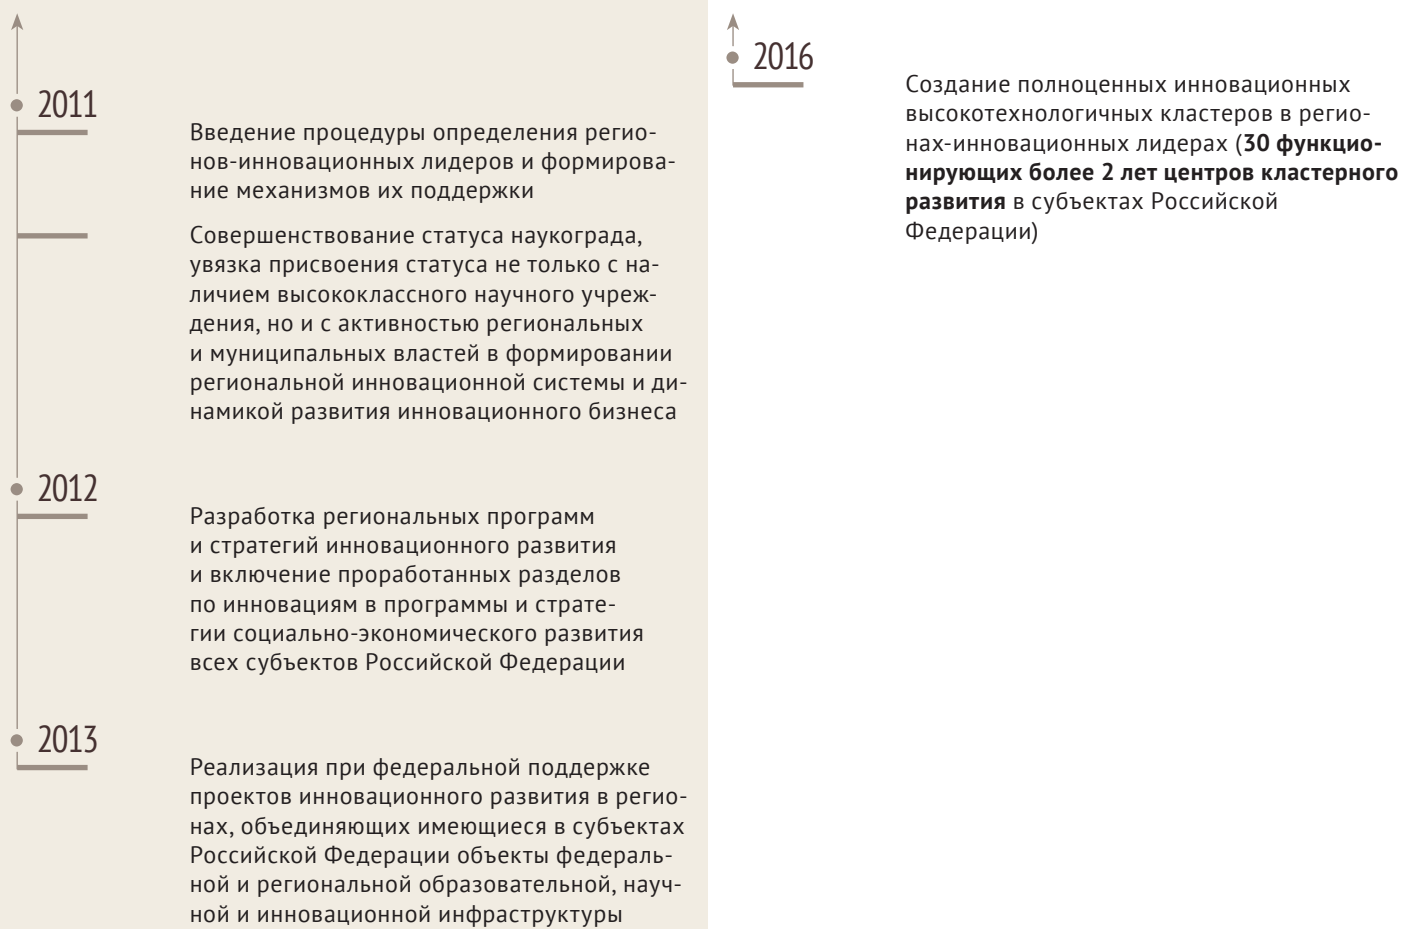 2011
Введение процедуры определения регио-
нов-инновационных лидеров и формирова-
ние механизмов их поддержки
Совершенствование статуса наукограда,
увязка присвоения статуса не только с на-
личием высококлассного научного учреж-
дения, но и с активностью региональных
и муниципальных властей в формировании
региональной инновационной системы и ди-
намикой развития инновационного бизнеса
2012
Разработка региональных программ
и стратегий инновационного развития
и включение проработанных разделов
по инновациям в программы и страте-
гии социально-экономического развития
всех субъектов Российской Федерации
2013
Реализация при федеральной поддержке
проектов инновационного развития в регио-
нах, объединяющих имеющиеся в субъектах
Российской Федерации объекты федераль-
ной и региональной образовательной, науч-
ной и инновационной инфраструктуры
2016
Создание полноценных инновационных
высокотехнологичных кластеров в регио-
нах-инновационных лидерах (30 функцио-
нирующих более 2 лет центров кластерного
развития в субъектах Российской
Федерации)